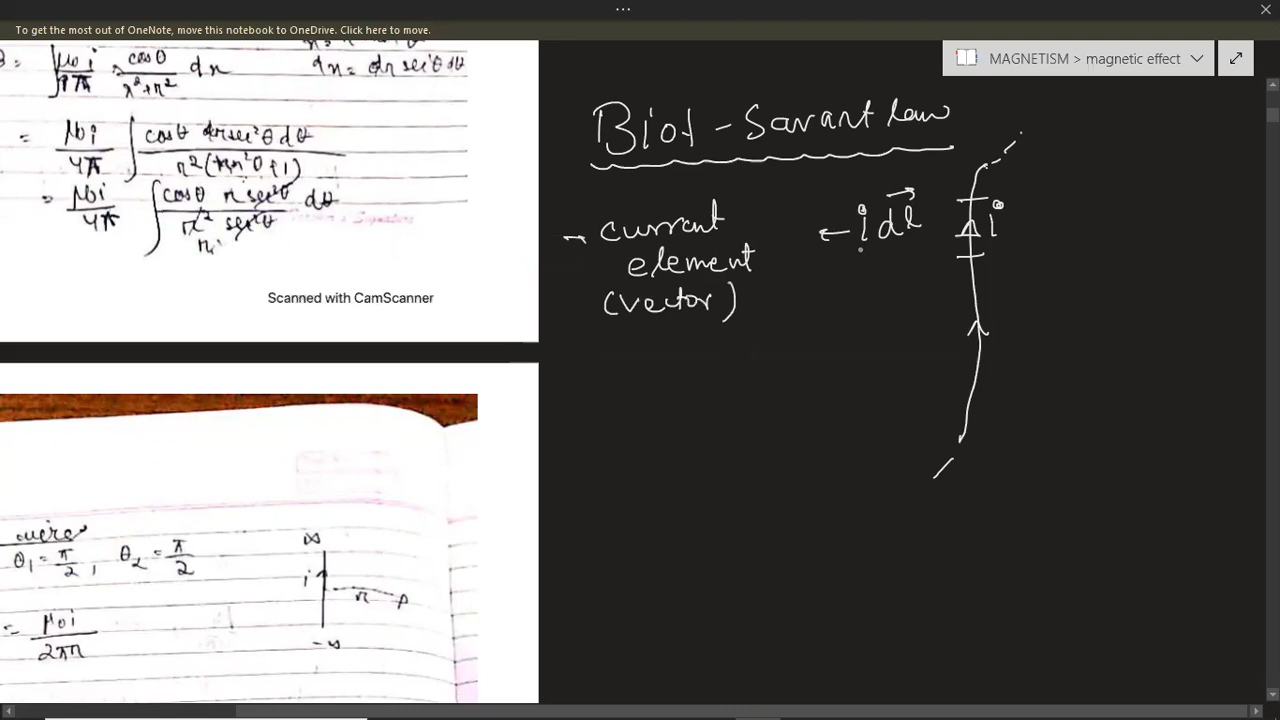 To get the most out of OneNote, move this notebook to OneDrive. Click here to move.
MAGNETISM > magnetic effect
B = ∫ μ0i/4π × cosθ/x²+r² dx
dx = r sec²θ dθ
= μ0i/4π ∫ cosθ r sec²θ dθ / r²(tan²θ+1)
= μ0i/4π ∫ cosθ r sec²θ / r² sec²θ dθ
Scanned with CamScanner
wire
θ1 = π/2, θ2 = π/2
= μ0i/2πr
∞
i
r P
-∞
Biot - Savart law
- current ← i dl i
element
(vector)